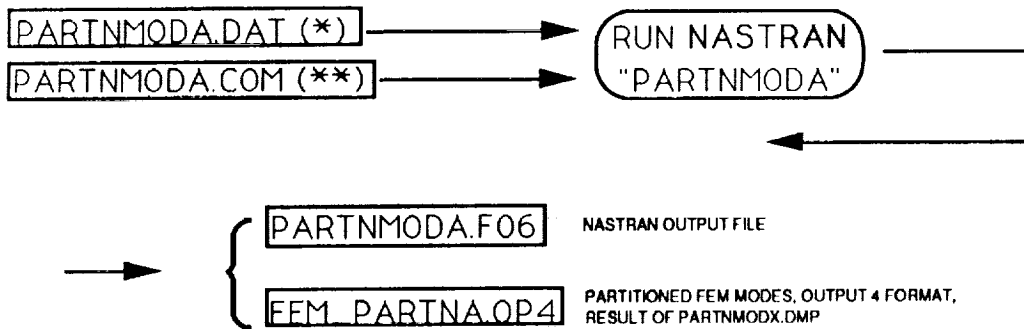 PARTNMODA.DAT (*)
PARTNMODA.COM (**)
RUN NASTRAN
"PARTNMODA"
PARTNMODA.F06
NASTRAN OUTPUT FILE
FEM_PARTNA.OP4
PARTITIONED FEM MODES, OUTPUT 4 FORMAT,
RESULT OF PARTNMODX.DMP